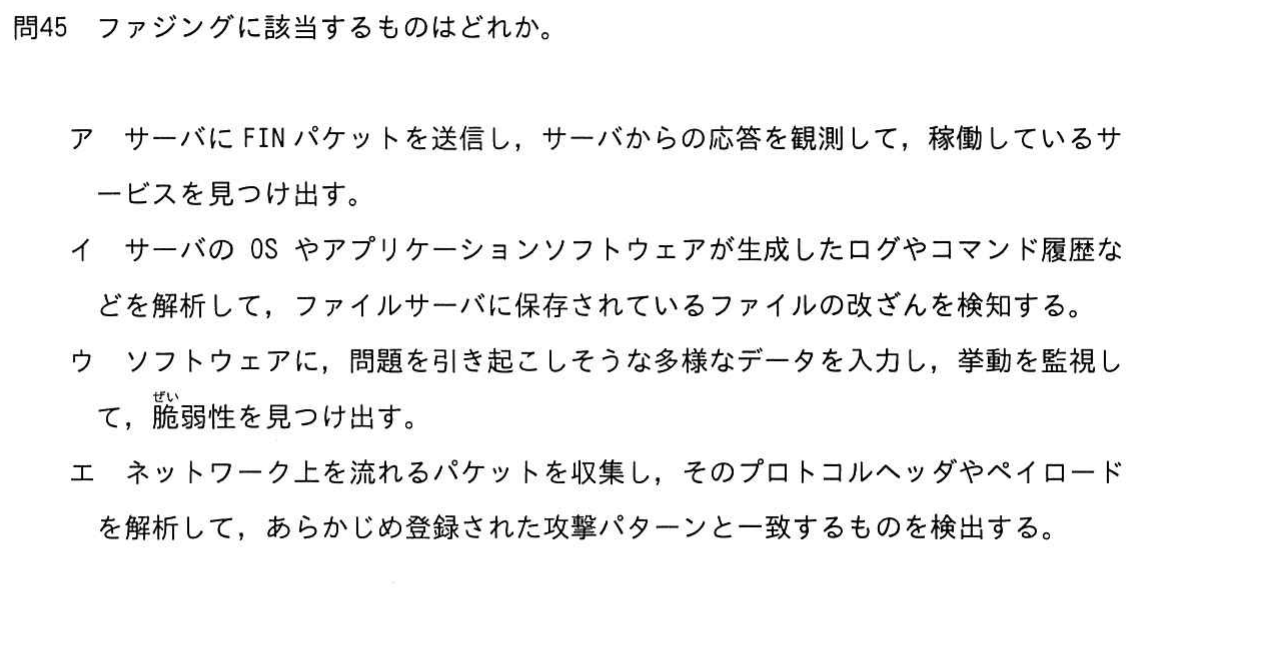 問45　ファジングに該当するものはどれか。
ア　サーバに FIN パケットを送信し，サーバからの応答を観測して，稼働しているサ
ービスを見つけ出す。
イ　サーバの OS やアプリケーションソフトウェアが生成したログやコマンド履歴な
どを解析して，ファイルサーバに保存されているファイルの改ざんを検知する。
ウ　ソフトウェアに，問題を引き起こしそうな多様なデータを入力し，挙動を監視し
ぜい
て，脆弱性を見つけ出す。
エ　ネットワーク上を流れるパケットを収集し，そのプロトコルヘッダやペイロード
を解析して，あらかじめ登録された攻撃パターンと一致するものを検出する。